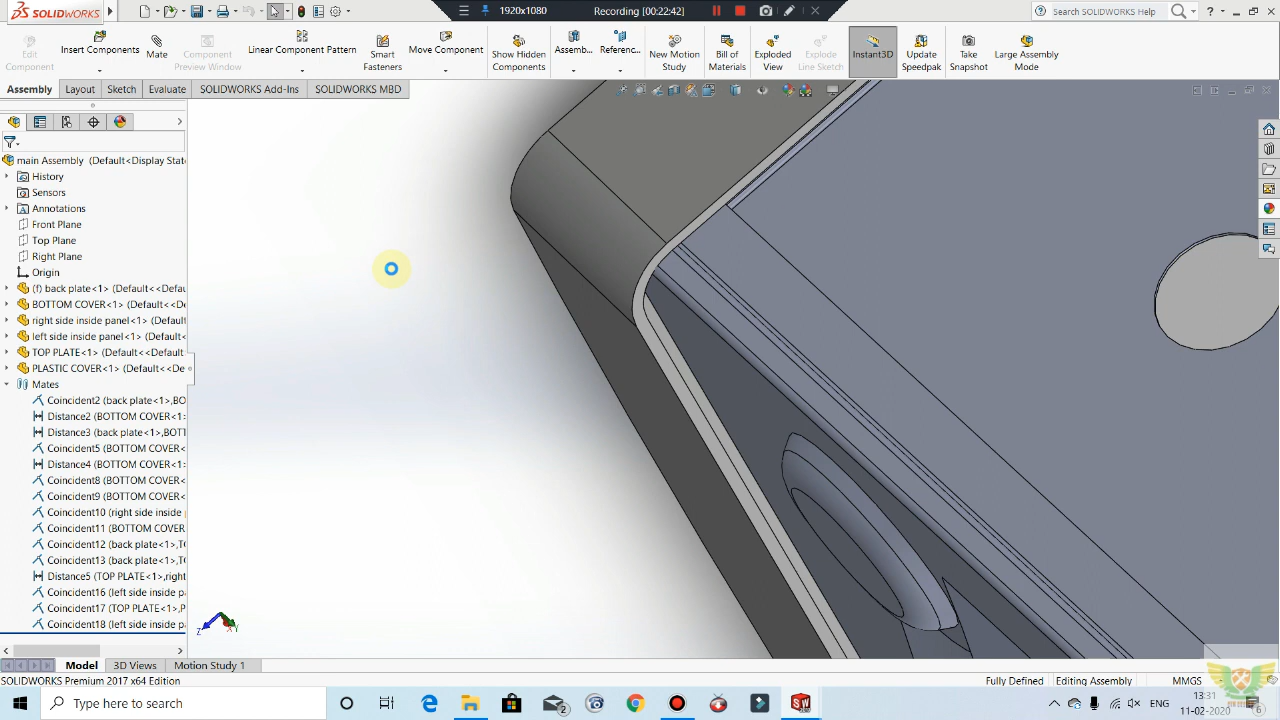 SOLIDWORKS
1920x1080
Recording [00:22:42]
Search SOLIDWORKS Help
Edit Component
Insert Components
Mate
Component Preview Window
Linear Component Pattern
Smart Fasteners
Move Component
Show Hidden Components
Assemb...
Referenc...
New Motion Study
Bill of Materials
Exploded View
Explode Line Sketch
Instant3D
Update Speedpak
Take Snapshot
Large Assembly Mode
Assembly
Layout
Sketch
Evaluate
SOLIDWORKS Add-Ins
SOLIDWORKS MBD
main Assembly (Default<Display Stat
History
Sensors
Annotations
Front Plane
Top Plane
Right Plane
Origin
(f) back plate<1> (Default<<Defau
BOTTOM COVER<1> (Default<<D
right side inside panel<1> (Defaul
left side inside panel<1> (Default
TOP PLATE<1> (Default<<Default
PLASTIC COVER<1> (Default<<De
Mates
Coincident2 (back plate<1>,BO
Distance2 (BOTTOM COVER<1>
Distance3 (back plate<1>,BOTT
Coincident5 (BOTTOM COVER<
Distance4 (BOTTOM COVER<1>
Coincident8 (BOTTOM COVER<
Coincident9 (BOTTOM COVER<
Coincident10 (right side inside
Coincident11 (BOTTOM COVER
Coincident12 (back plate<1>,TO
Coincident13 (back plate<1>,TO
Distance5 (TOP PLATE<1>,right
Coincident16 (left side inside p
Coincident17 (TOP PLATE<1>,P
Coincident18 (left side inside p
Z
Y
X
Model
3D Views
Motion Study 1
SOLIDWORKS Premium 2017 x64 Edition
Fully Defined
Editing Assembly
MMGS
Type here to search
2
ENG
13:31
11-02-2020
6